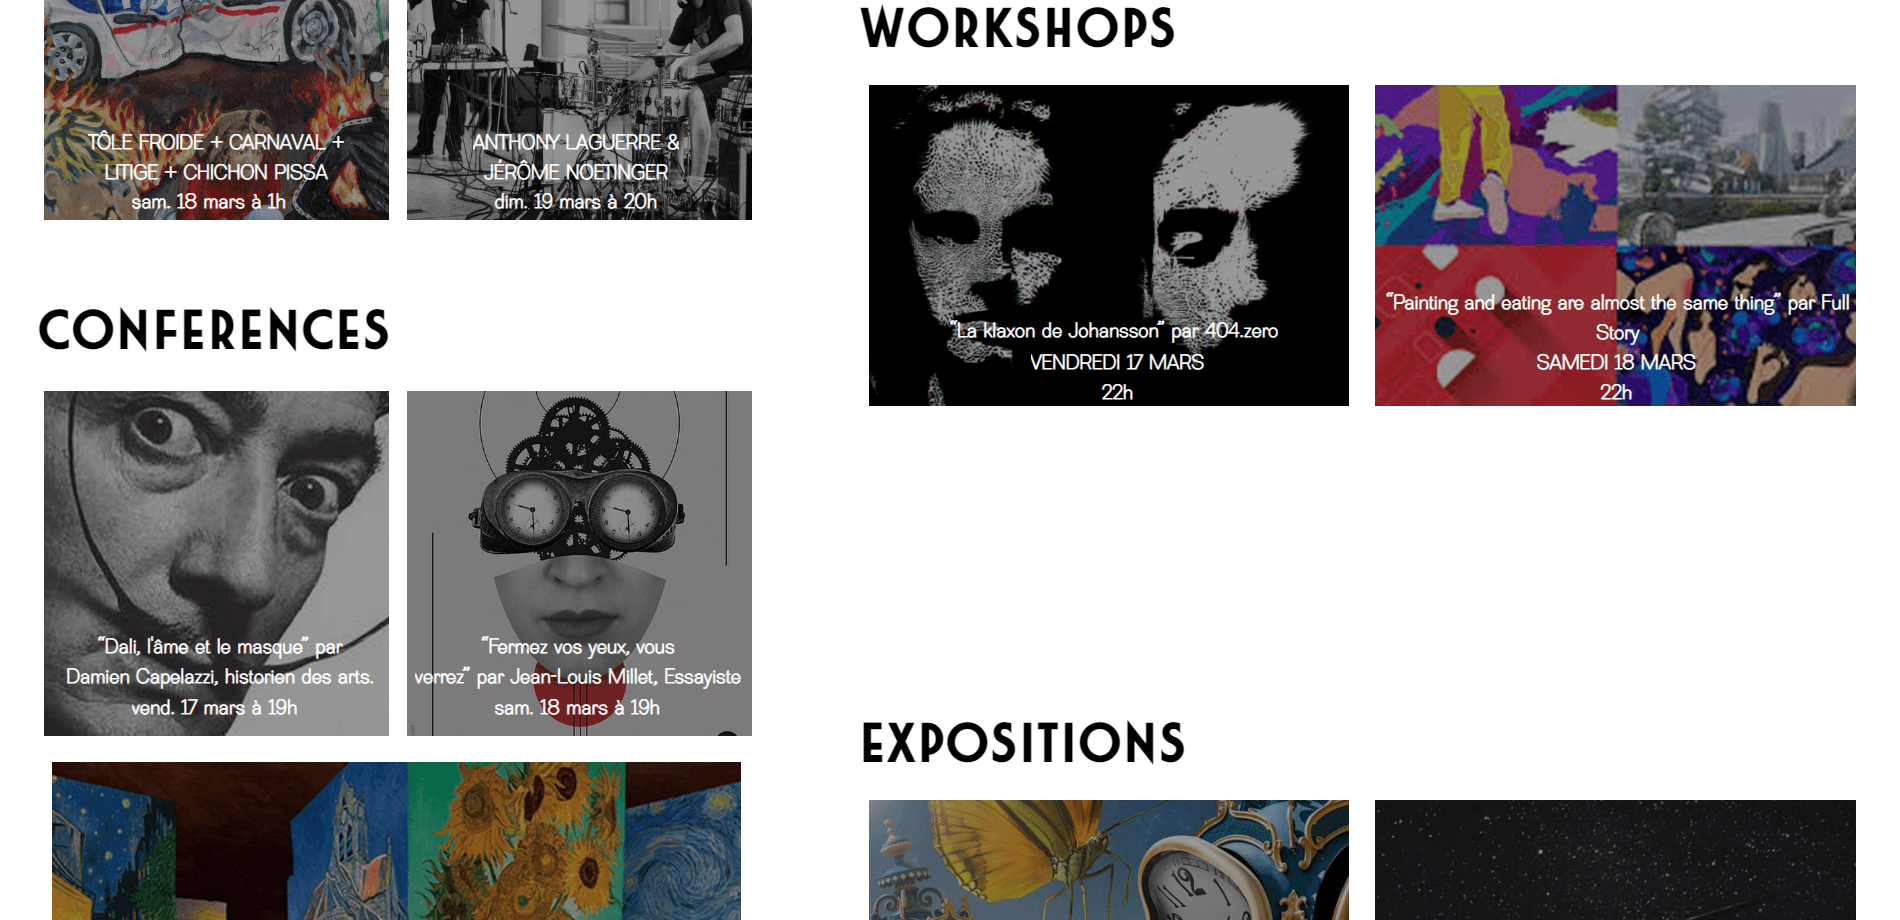 TÔLE FROIDE + CARNAVAL +
LITIGE + CHICHON PISSA
sam. 18 mars à 1h
ANTHONY LAGUERRE &
JÉRÔME NOETINGER
dim. 19 mars à 20h
CONFERENCES
“Dali, l'âme et le masque” par
Damien Capelazzi, historien des arts.
vend. 17 mars à 19h
“Fermez vos yeux, vous
verrez” par Jean-Louis Millet, Essayiste
sam. 18 mars à 19h
WORKSHOPS
“La klaxon de Johansson” par 404.zero
VENDREDI 17 MARS
22h
“Painting and eating are almost the same thing” par Full
Story
SAMEDI 18 MARS
22h
EXPOSITIONS